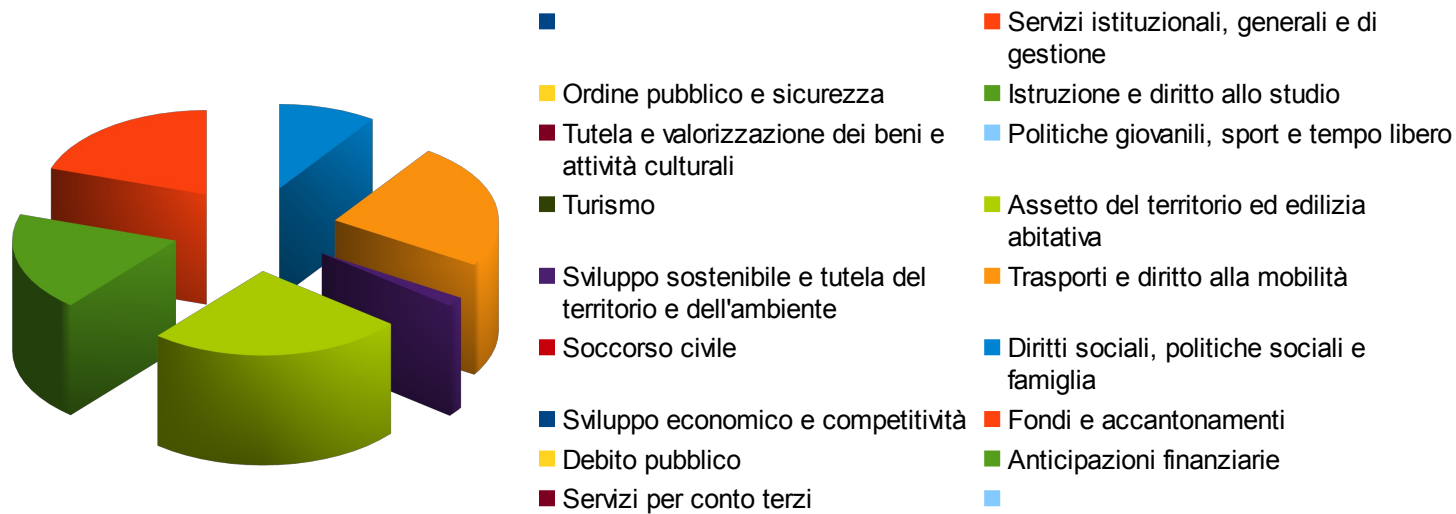 Servizi istituzionali, generali e di
gestione
Ordine pubblico e sicurezza
Istruzione e diritto allo studio
Tutela e valorizzazione dei beni e
attività culturali
Politiche giovanili, sport e tempo libero
Turismo
Assetto del territorio ed edilizia
abitativa
Sviluppo sostenibile e tutela del
territorio e dell'ambiente
Trasporti e diritto alla mobilità
Soccorso civile
Diritti sociali, politiche sociali e
famiglia
Sviluppo economico e competitività
Fondi e accantonamenti
Debito pubblico
Anticipazioni finanziarie
Servizi per conto terzi